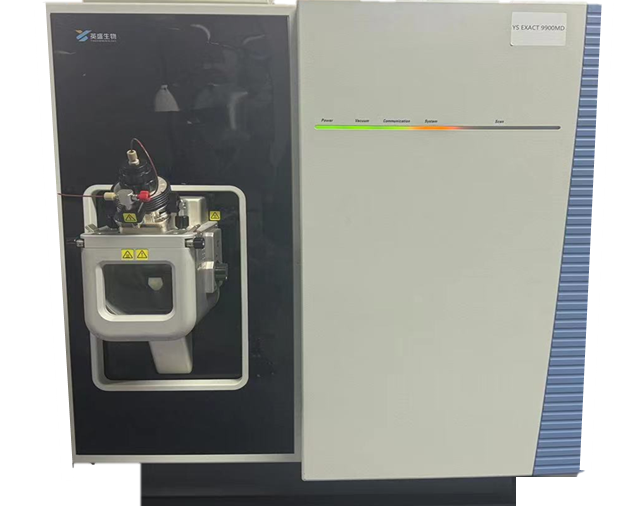 英盛生物
YS EXACT 9900MD
Power Vacuum Communication System Scan